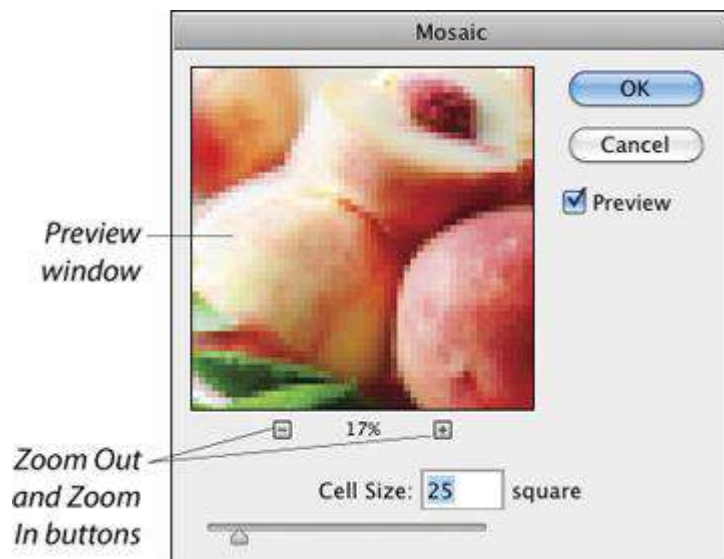 Mosaic
OK
Cancel
Preview
Preview
window
17%
Zoom Out
and Zoom
In buttons
Cell Size: 25 square